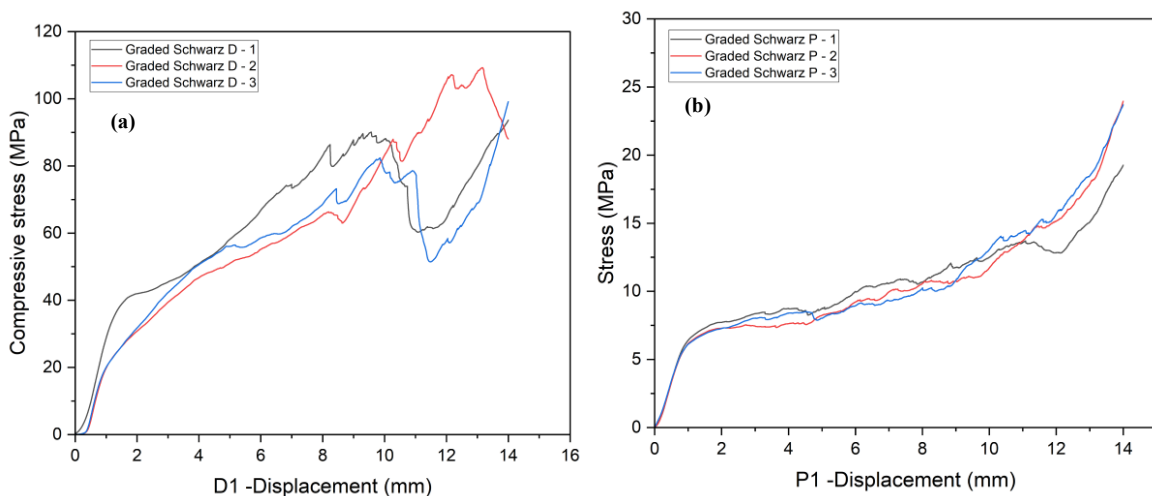 120
100
80
60
40
20
0
Compressive stress (MPa)
Graded Schwarz D - 1
Graded Schwarz D - 2
Graded Schwarz D - 3
(a)
0 2 4 6 8 10 12 14 16
D1 -Displacement (mm)
30
25
20
15
10
5
0
Stress (MPa)
Graded Schwarz P - 1
Graded Schwarz P - 2
Graded Schwarz P - 3
(b)
0 2 4 6 8 10 12 14
P1 -Displacement (mm)